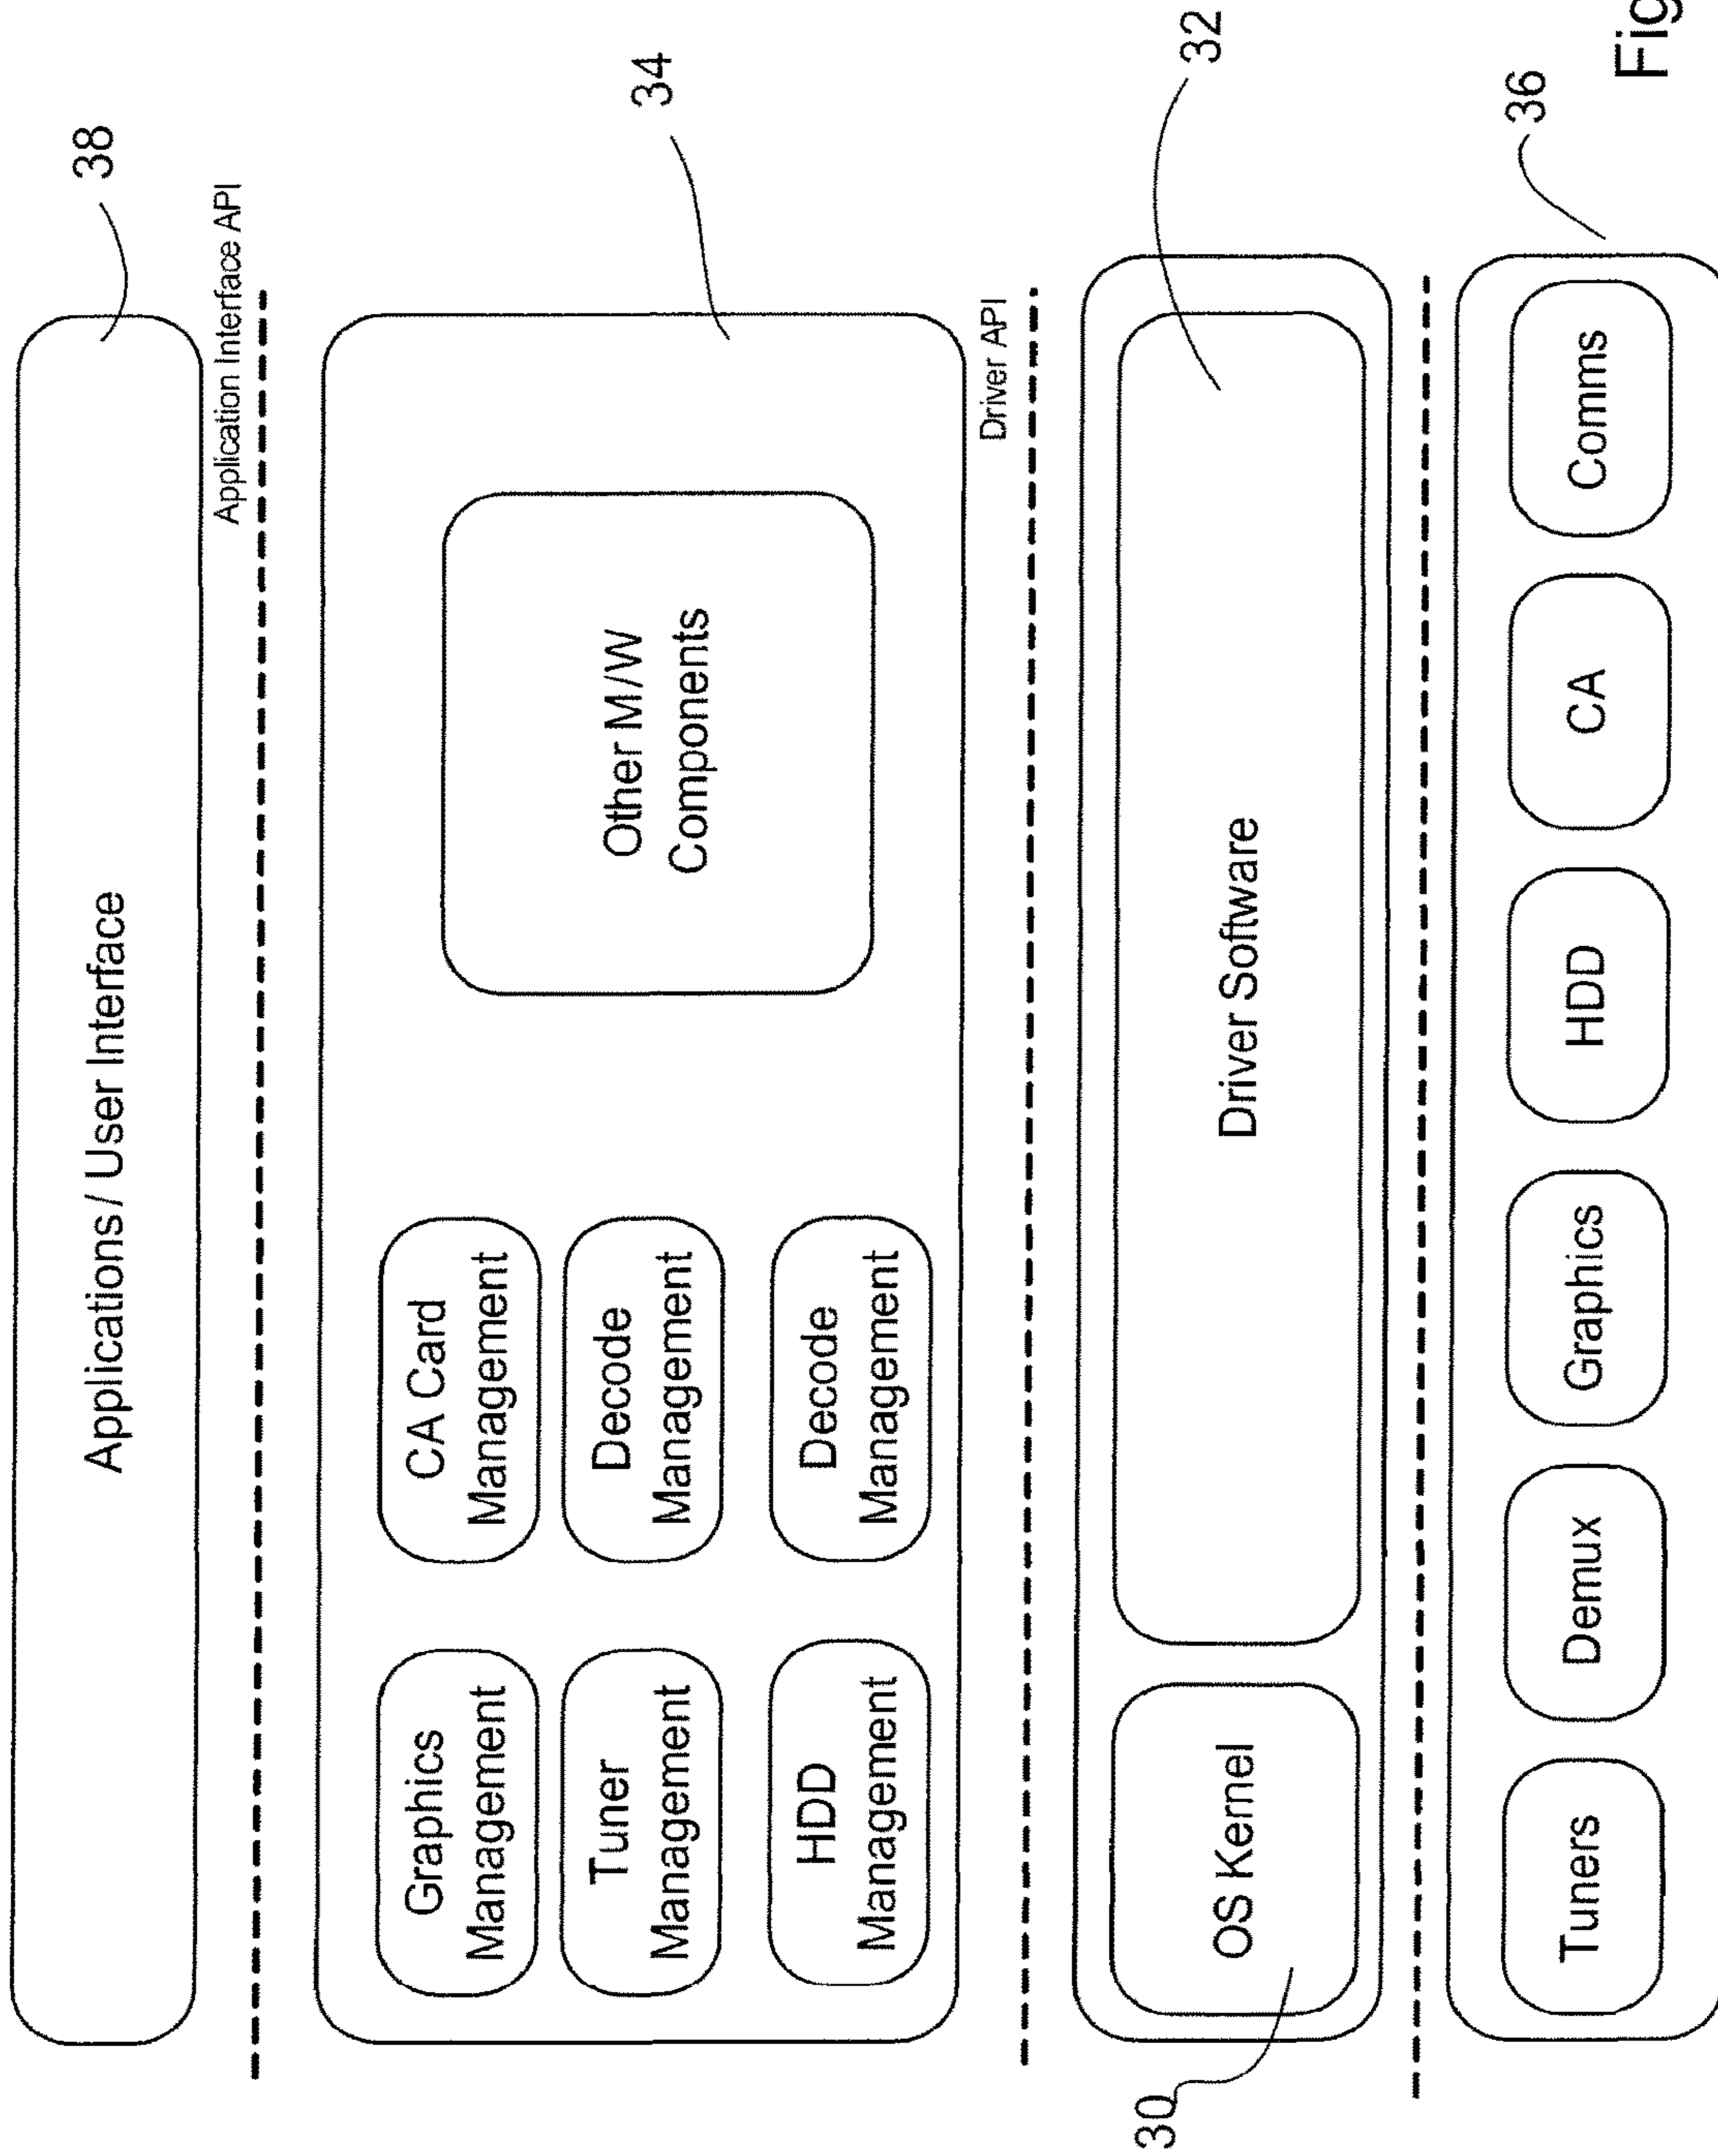 38
Applications / User Interface
Application Interface API
34
Graphics
Management
CA Card
Management
Tuner
Management
Decode
Management
HDD
Management
Decode
Management
Other M/W
Components
Driver API
32
30
OS Kernel
Driver Software
36
Tuners
Demux
Graphics
HDD
CA
Comms
Fig